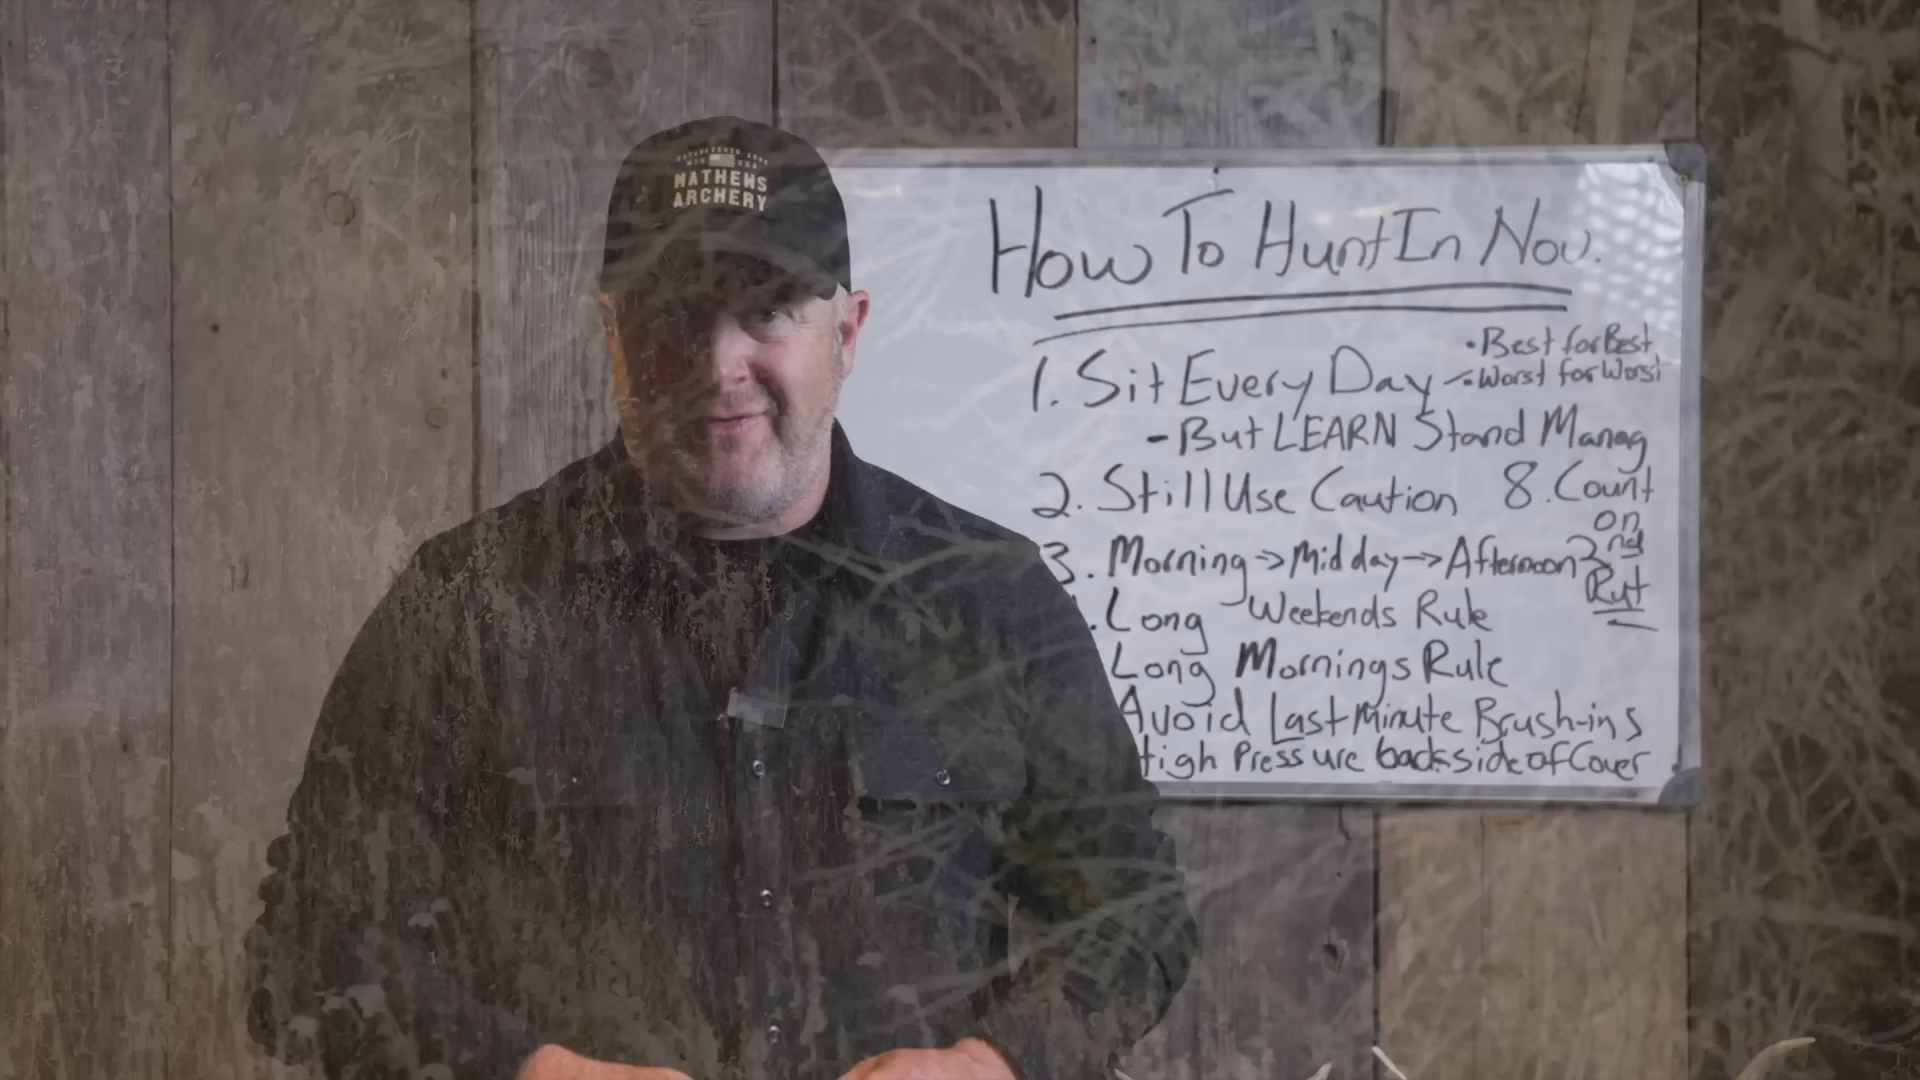 MATHEWS
ARCHERY
How To Hunt In Nov.
1. Sit Every Day
• Best for Best
• Worst for Worst
- But LEARN Stand Manag
2. Still Use Caution
8. Count
on
2nd
Rut
3. Morning -> Midday -> Afternoon
. Long Weekends Rule
Long Mornings Rule
Avoid Last Minute Brush-ins
High Pressure backside of Cover